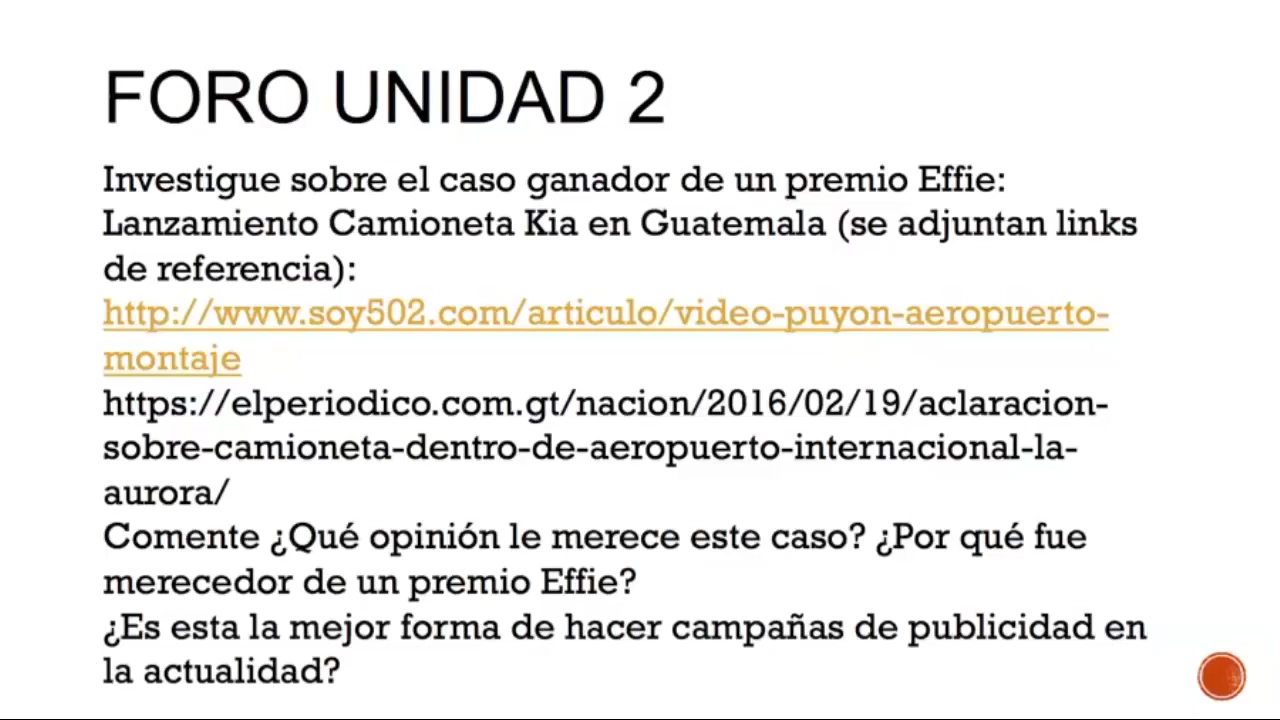 FORO UNIDAD 2
Investigue sobre el caso ganador de un premio Effie:
Lanzamiento Camioneta Kia en Guatemala (se adjuntan links
de referencia):
http://www.soy502.com/articulo/video-puyon-aeropuerto-
montaje
https://elperiodico.com.gt/nacion/2016/02/19/aclaracion-
sobre-camioneta-dentro-de-aeropuerto-internacional-la-
aurora/
Comente ¿Qué opinión le merece este caso? ¿Por qué fue
merecedor de un premio Effie?
¿Es esta la mejor forma de hacer campañas de publicidad en
la actualidad?